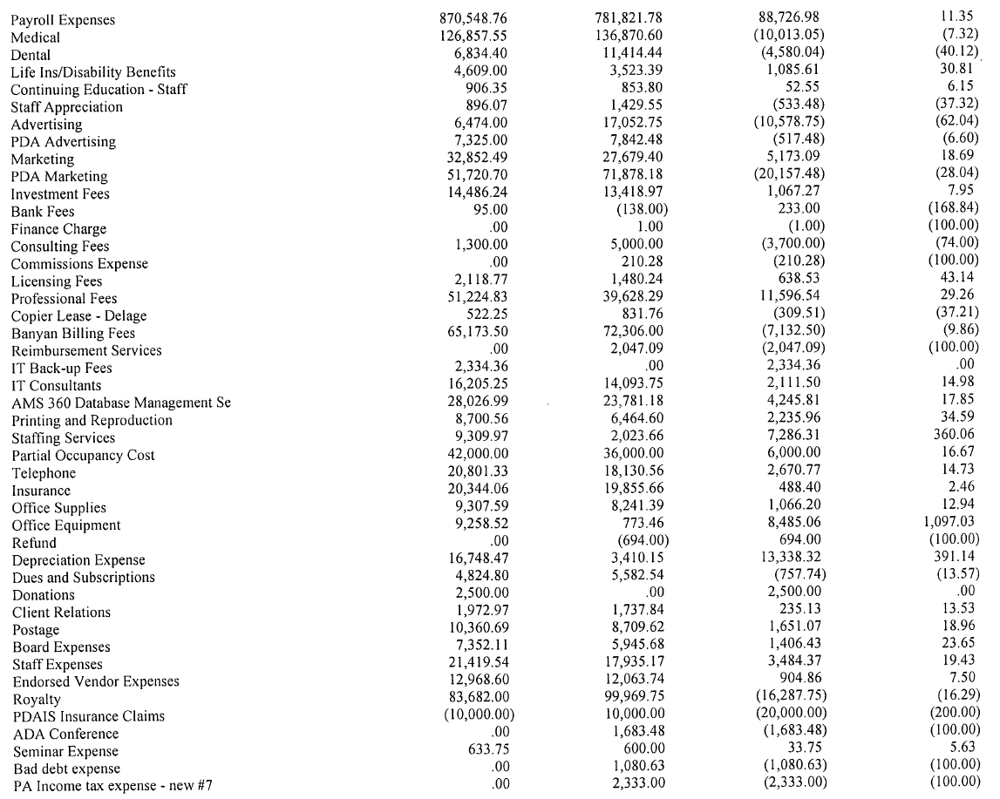 Payroll Expenses 870,548.76 781,821.78 88,726.98 11.35
Medical 126,857.55 136,870.60 (10,013.05) (7.32)
Dental 6,834.40 11,414.44 (4,580.04) (40.12)
Life Ins/Disability Benefits 4,609.00 3,523.39 1,085.61 30.81
Continuing Education - Staff 906.35 853.80 52.55 6.15
Staff Appreciation 896.07 1,429.55 (533.48) (37.32)
Advertising 6,474.00 17,052.75 (10,578.75) (62.04)
PDA Advertising 7,325.00 7,842.48 (517.48) (6.60)
Marketing 32,852.49 27,679.40 5,173.09 18.69
PDA Marketing 51,720.70 71,878.18 (20,157.48) (28.04)
Investment Fees 14,486.24 13,418.97 1,067.27 7.95
Bank Fees 95.00 (138.00) 233.00 (168.84)
Finance Charge .00 1.00 (1.00) (100.00)
Consulting Fees 1,300.00 5,000.00 (3,700.00) (74.00)
Commissions Expense .00 210.28 (210.28) (100.00)
Licensing Fees 2,118.77 1,480.24 638.53 43.14
Professional Fees 51,224.83 39,628.29 11,596.54 29.26
Copier Lease - Delage 522.25 831.76 (309.51) (37.21)
Banyan Billing Fees 65,173.50 72,306.00 (7,132.50) (9.86)
Reimbursement Services .00 2,047.09 (2,047.09) (100.00)
IT Back-up Fees 2,334.36 .00 2,334.36 .00
IT Consultants 16,205.25 14,093.75 2,111.50 14.98
AMS 360 Database Management Se 28,026.99 23,781.18 4,245.81 17.85
Printing and Reproduction 8,700.56 6,464.60 2,235.96 34.59
Staffing Services 9,309.97 2,023.66 7,286.31 360.06
Partial Occupancy Cost 42,000.00 36,000.00 6,000.00 16.67
Telephone 20,801.33 18,130.56 2,670.77 14.73
Insurance 20,344.06 19,855.66 488.40 2.46
Office Supplies 9,307.59 8,241.39 1,066.20 12.94
Office Equipment 9,258.52 773.46 8,485.06 1,097.03
Refund .00 (694.00) 694.00 (100.00)
Depreciation Expense 16,748.47 3,410.15 13,338.32 391.14
Dues and Subscriptions 4,824.80 5,582.54 (757.74) (13.57)
Donations 2,500.00 .00 2,500.00 .00
Client Relations 1,972.97 1,737.84 235.13 13.53
Postage 10,360.69 8,709.62 1,651.07 18.96
Board Expenses 7,352.11 5,945.68 1,406.43 23.65
Staff Expenses 21,419.54 17,935.17 3,484.37 19.43
Endorsed Vendor Expenses 12,968.60 12,063.74 904.86 7.50
Royalty 83,682.00 99,969.75 (16,287.75) (16.29)
PDAIS Insurance Claims (10,000.00) 10,000.00 (20,000.00) (200.00)
ADA Conference .00 1,683.48 (1,683.48) (100.00)
Seminar Expense 633.75 600.00 33.75 5.63
Bad debt expense .00 1,080.63 (1,080.63) (100.00)
PA Income tax expense - new #7 .00 2,333.00 (2,333.00) (100.00)